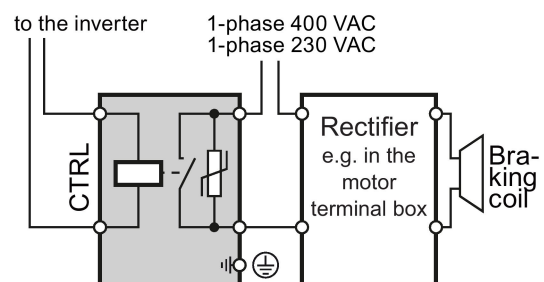 to the inverter
1-phase 400 VAC
1-phase 230 VAC
CTRL
Rectifier
e.g. in the
motor
terminal box
Bra-
king
coil